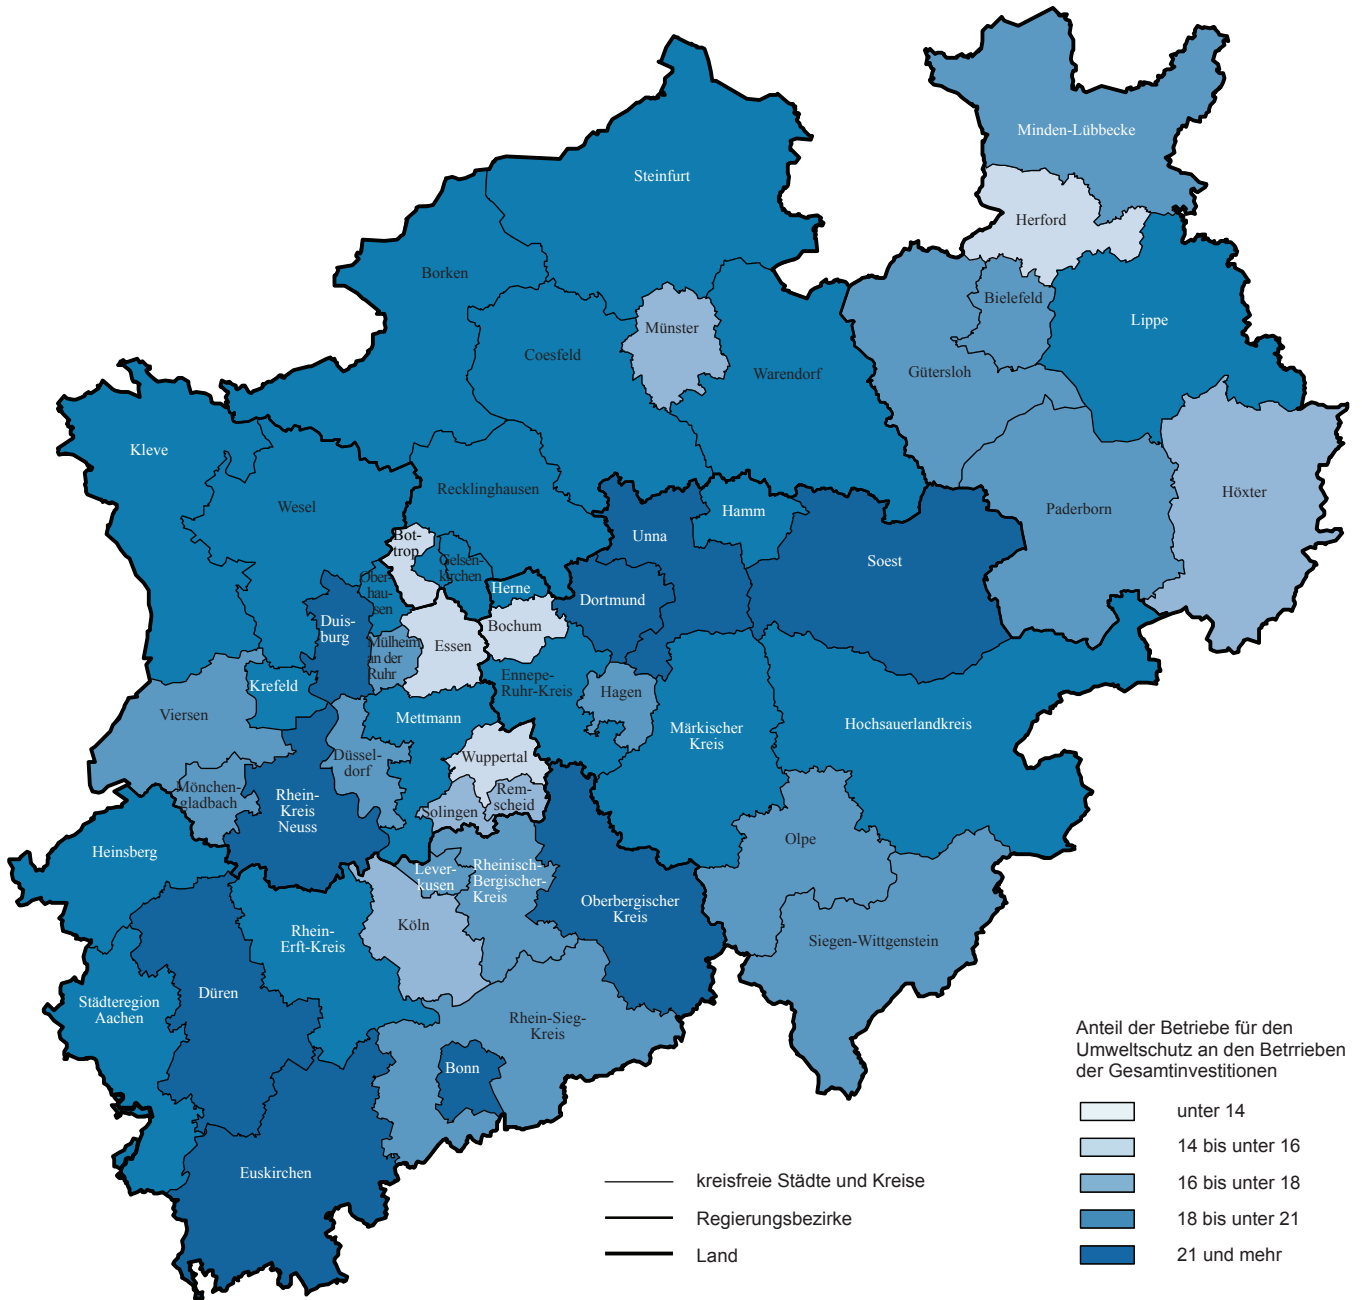 Minden-Lübbecke
Steinfurt
Herford
Borken
Bielefeld
Münster
Lippe
Coesfeld
Gütersloh
Warendorf
Kleve
Recklinghausen
Höxter
Wesel
Hamm
Paderborn
Bot-
trop
Unna
Gelsen-
kirchen
Soest
Ober-
hau-
sen
Herne
Dortmund
Duis-
burg
Bochum
Mülheim
an der
Ruhr
Essen
Ennepe-
Ruhr-Kreis
Hagen
Krefeld
Viersen
Mettmann
Märkischer
Kreis
Hochsauerlandkreis
Düssel-
dorf
Wuppertal
Mönchen-
gladbach
Rhein-
Kreis
Neuss
Rem-
scheid
Solingen
Olpe
Heinsberg
Lever-
kusen
Rheinisch-
Bergischer-
Kreis
Oberbergischer
Kreis
Köln
Rhein-
Erft-Kreis
Siegen-Wittgenstein
Düren
Städteregion
Aachen
Rhein-Sieg-
Kreis
Bonn
Euskirchen
Anteil der Betriebe für den
Umweltschutz an den Betrrieben
der Gesamtinvestitionen
unter 14
14 bis unter 16
16 bis unter 18
18 bis unter 21
21 und mehr
kreisfreie Städte und Kreise
Regierungsbezirke
Land